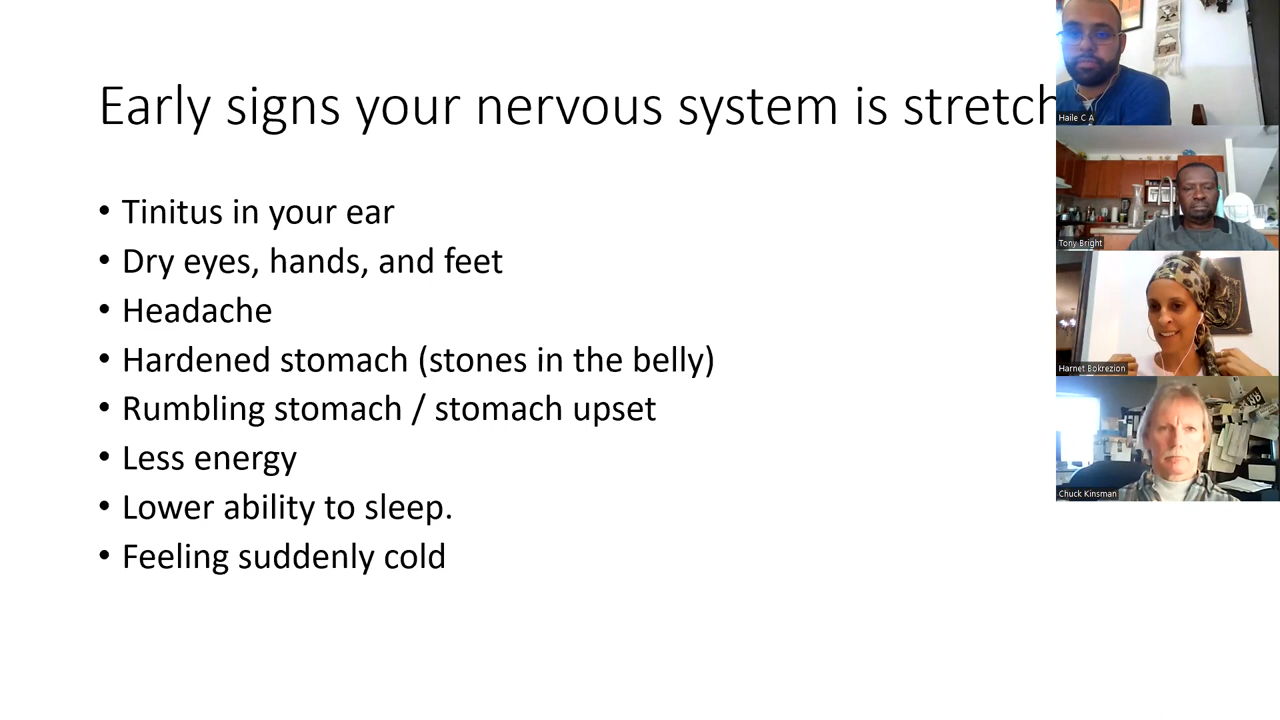 Early signs your nervous system is stretch
• Tinitus in your ear
• Dry eyes, hands, and feet
• Headache
• Hardened stomach (stones in the belly)
• Rumbling stomach / stomach upset
• Less energy
• Lower ability to sleep.
• Feeling suddenly cold
Haile C A
Tony Bright
Harnet Bokrezion
Chuck Kinsman